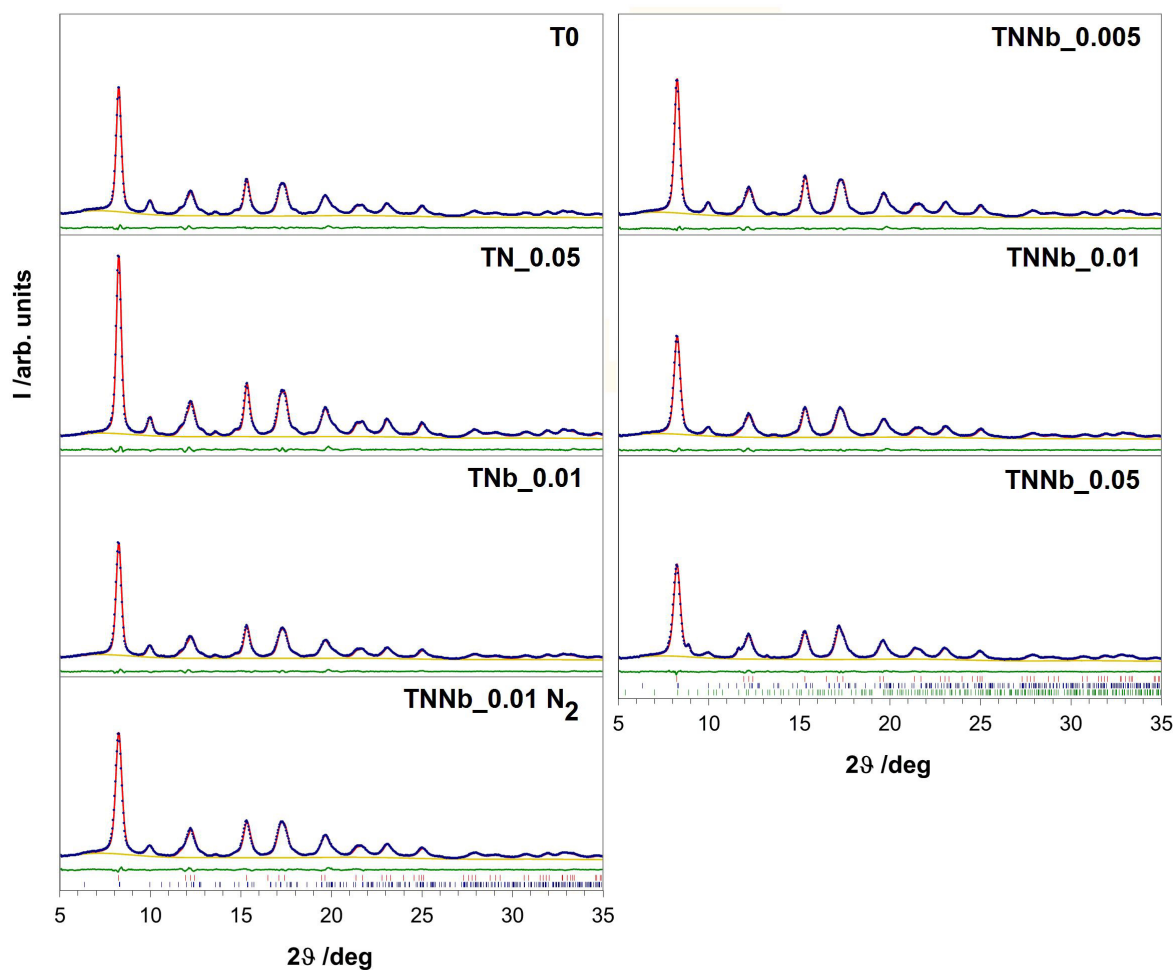 T0
TNNb_0.005
TN_0.05
TNNb_0.01
TNb_0.01
TNNb_0.05
TNNb_0.01 N₂
I /arb. units
5 10 15 20 25 30 35
2ϑ /deg
5 10 15 20 25 30 35
2ϑ /deg